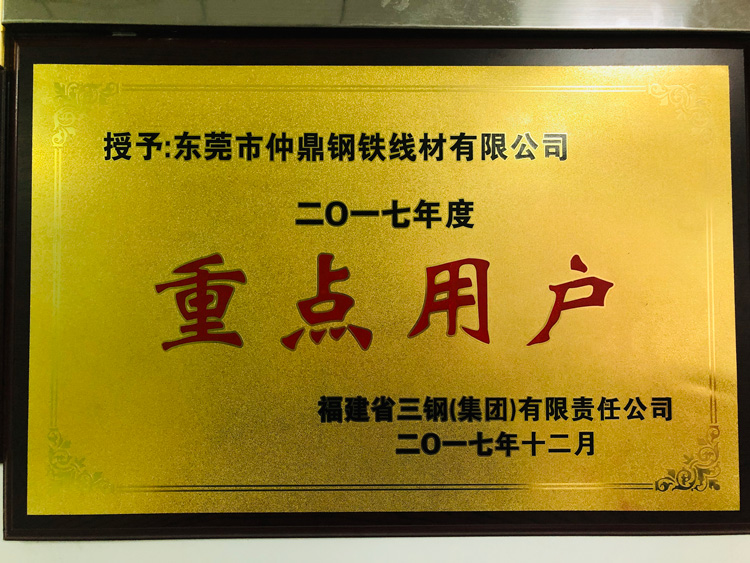 授予:东莞市仲鼎钢铁线材有限公司
二O一七年度
重点用户
福建省三钢(集团)有限责任公司
二O一七年十二月